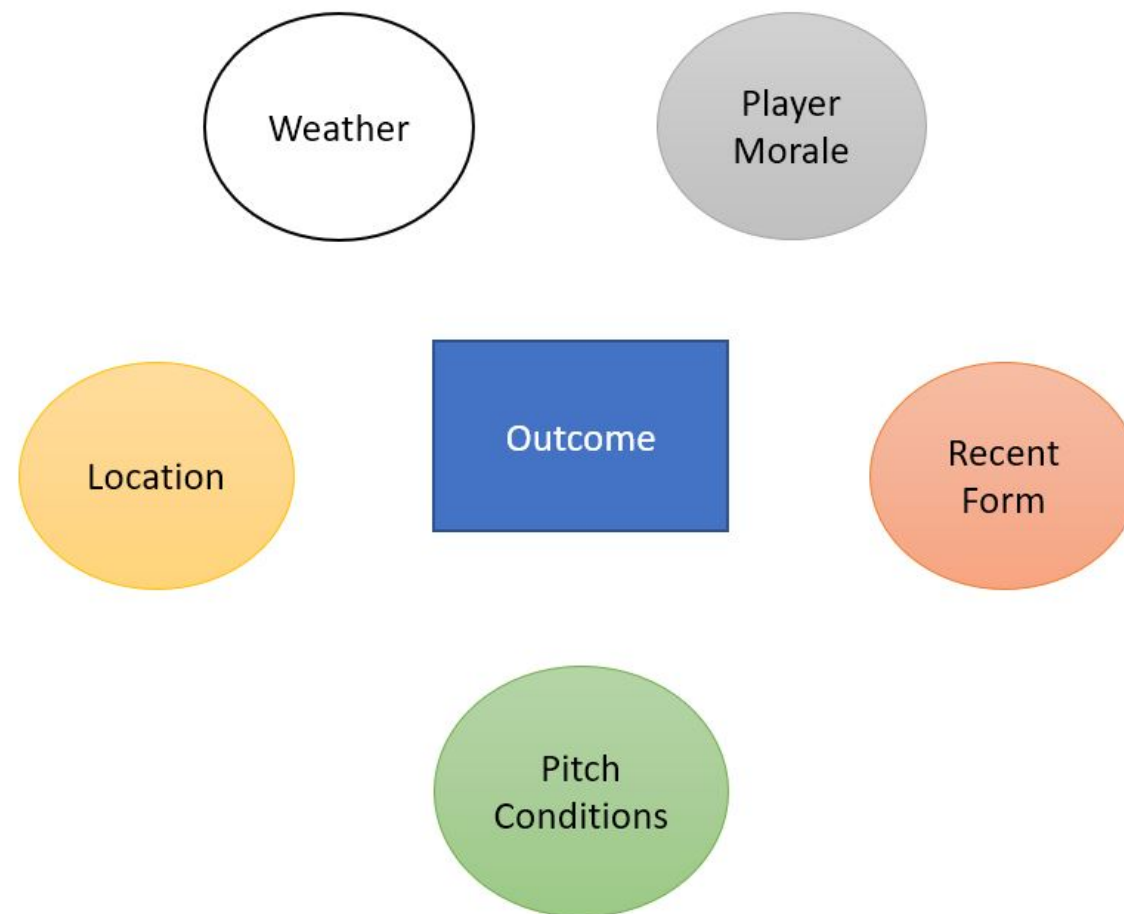 Weather
Player
Morale
Outcome
Location
Recent
Form
Pitch
Conditions